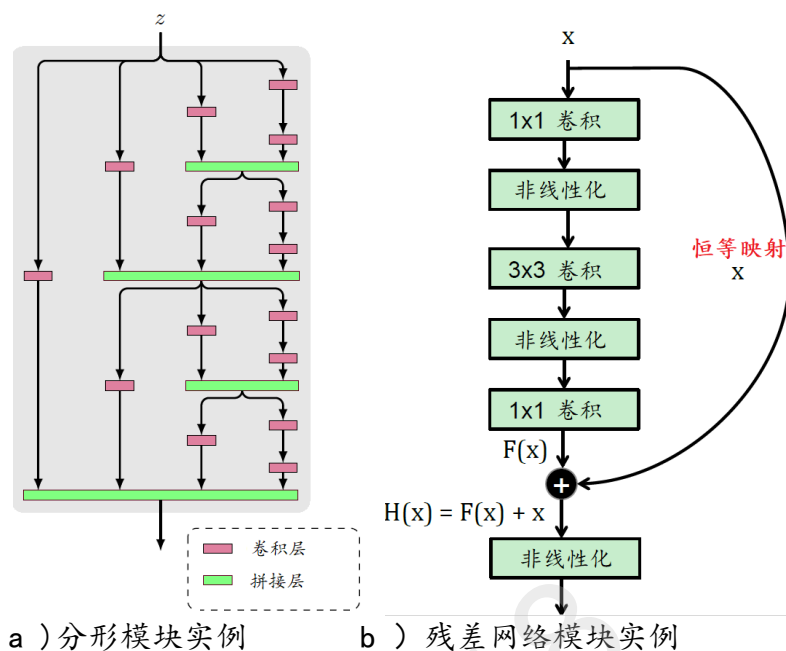 z
卷积层
拼接层
a )分形模块实例
x
1x1 卷积
非线性化
3x3 卷积
非线性化
1x1 卷积
F(x)
+
H(x) = F(x) + x
非线性化
恒等映射
x
b ) 残差网络模块实例